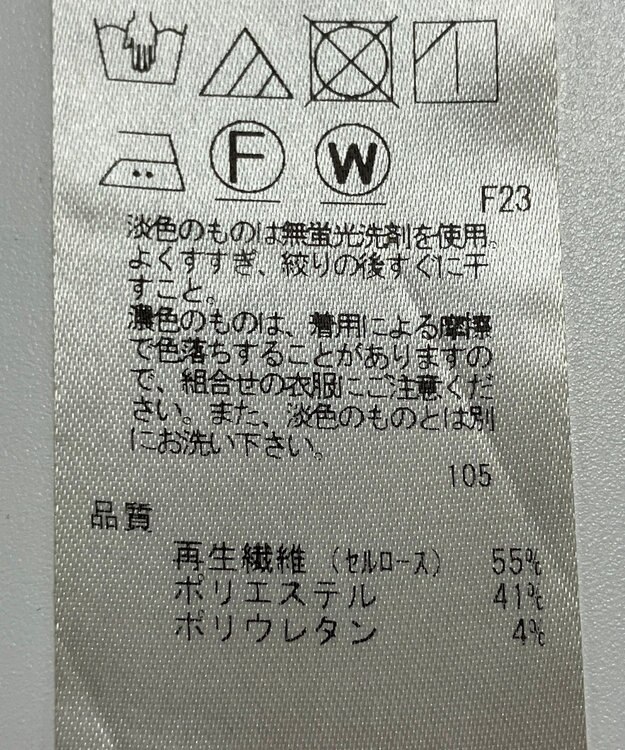 F W
F23
淡色のものは無蛍光洗剤を使用。
よくすすぎ、絞りの後すぐに干
すこと。
濃色のものは、着用による摩擦
で色落ちすることがありますの
で、組合せの衣服にご注意くだ
さい。また、淡色のものとは別
にお洗い下さい。
105
品質
再生繊維 (セルロース) 55%
ポリエステル 41%
ポリウレタン 4%